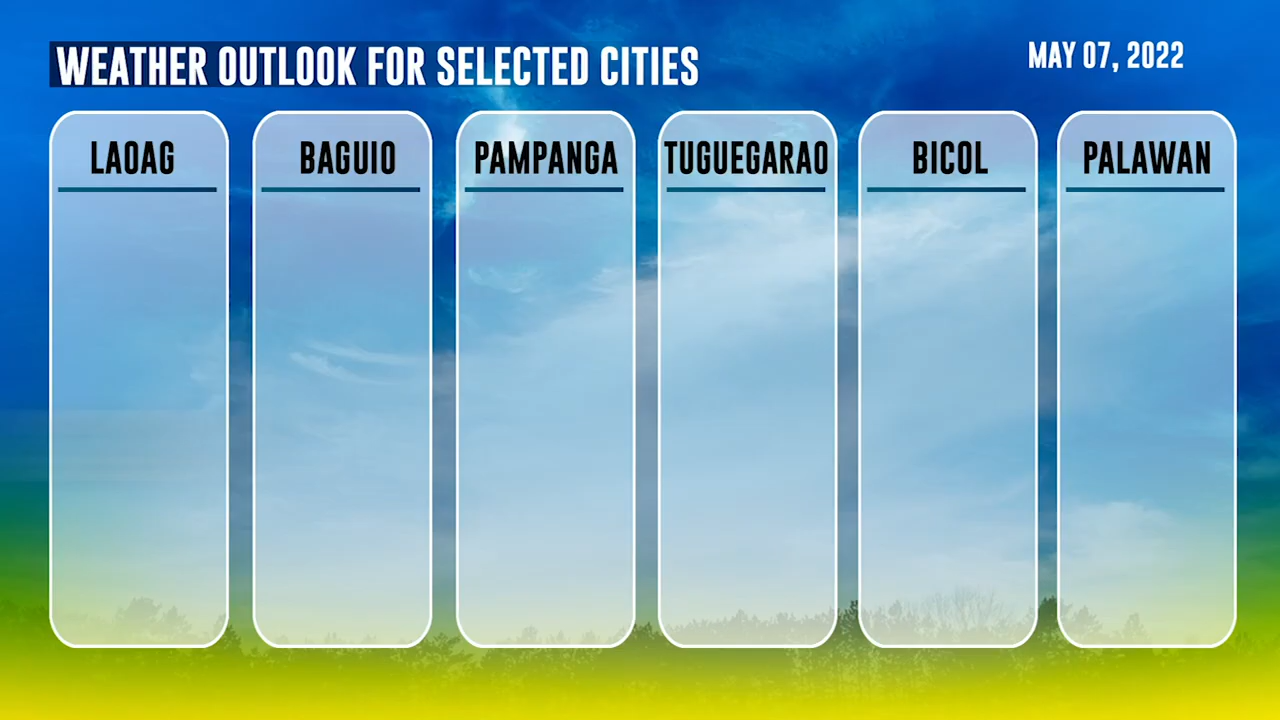 WEATHER OUTLOOK FOR SELECTED CITIES
MAY 07, 2022
LAOAG
BAGUIO
PAMPANGA
TUGUEGARAO
BICOL
PALAWAN